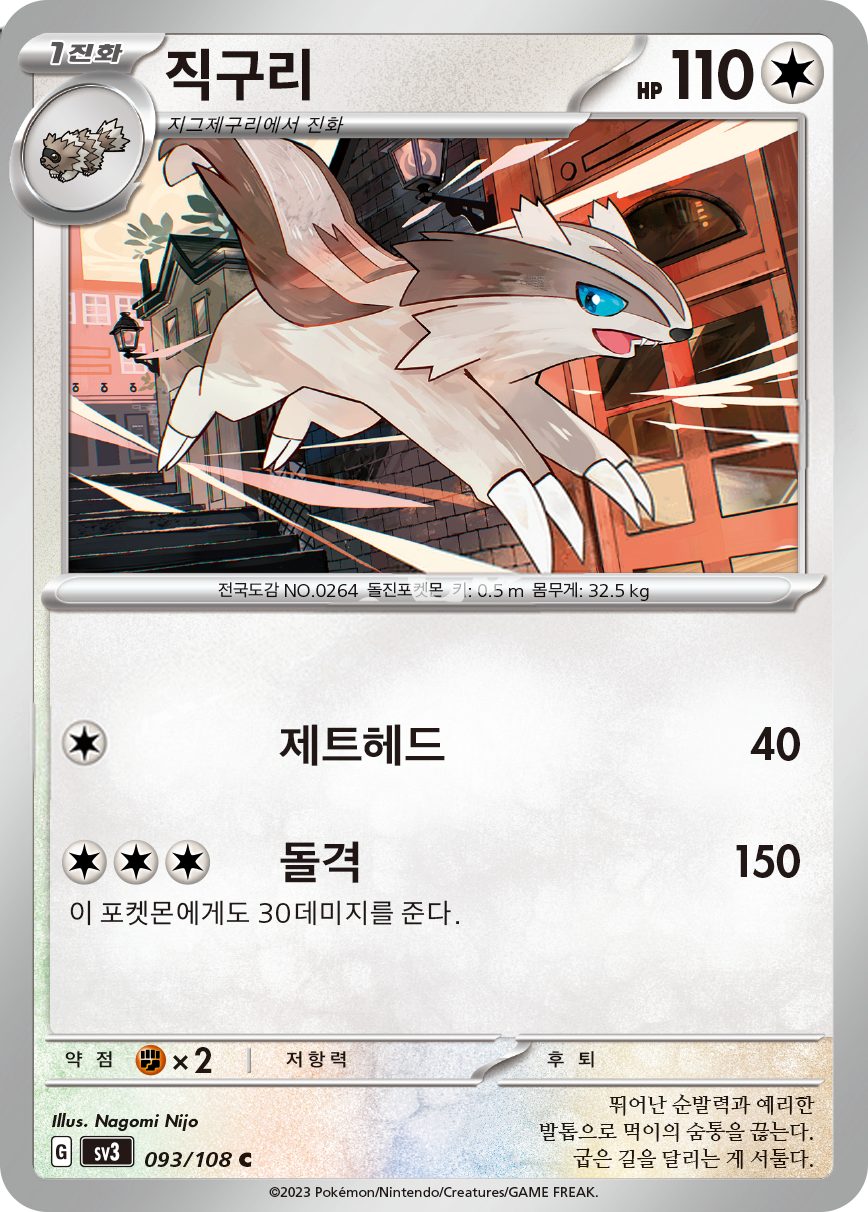 1진화
직구리
HP 110
지그제구리에서 진화
전국도감 NO.0264 돌진포켓몬 키: 0.5 m 몸무게: 32.5 kg
제트헤드 40
돌격 150
이 포켓몬에게도 30데미지를 준다.
약 점 ×2 저항력 후 퇴
뛰어난 순발력과 예리한
발톱으로 먹이의 숨통을 끊는다.
굽은 길을 달리는 게 서툴다.
Illus. Nagomi Nijo
G sv3 093/108 C
©2023 Pokémon/Nintendo/Creatures/GAME FREAK.